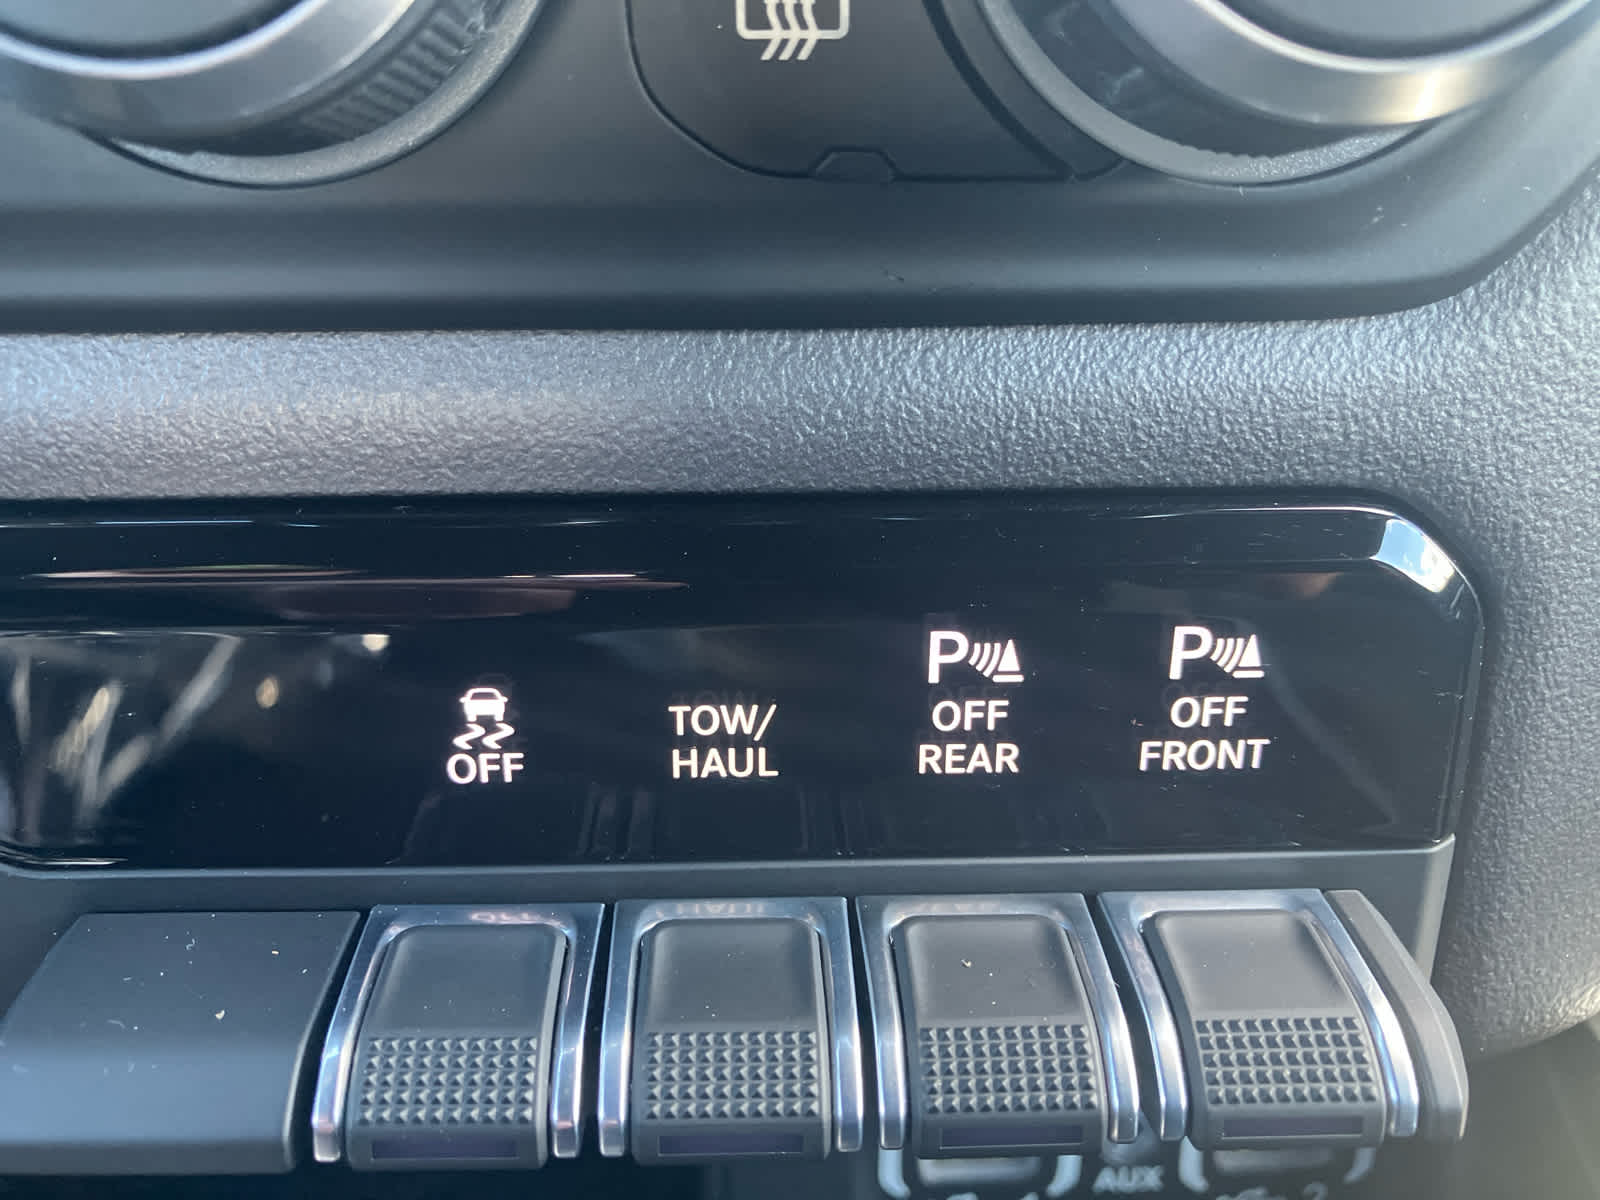 OFF
TOW/
HAUL
P
OFF
REAR
P
OFF
FRONT
AUX